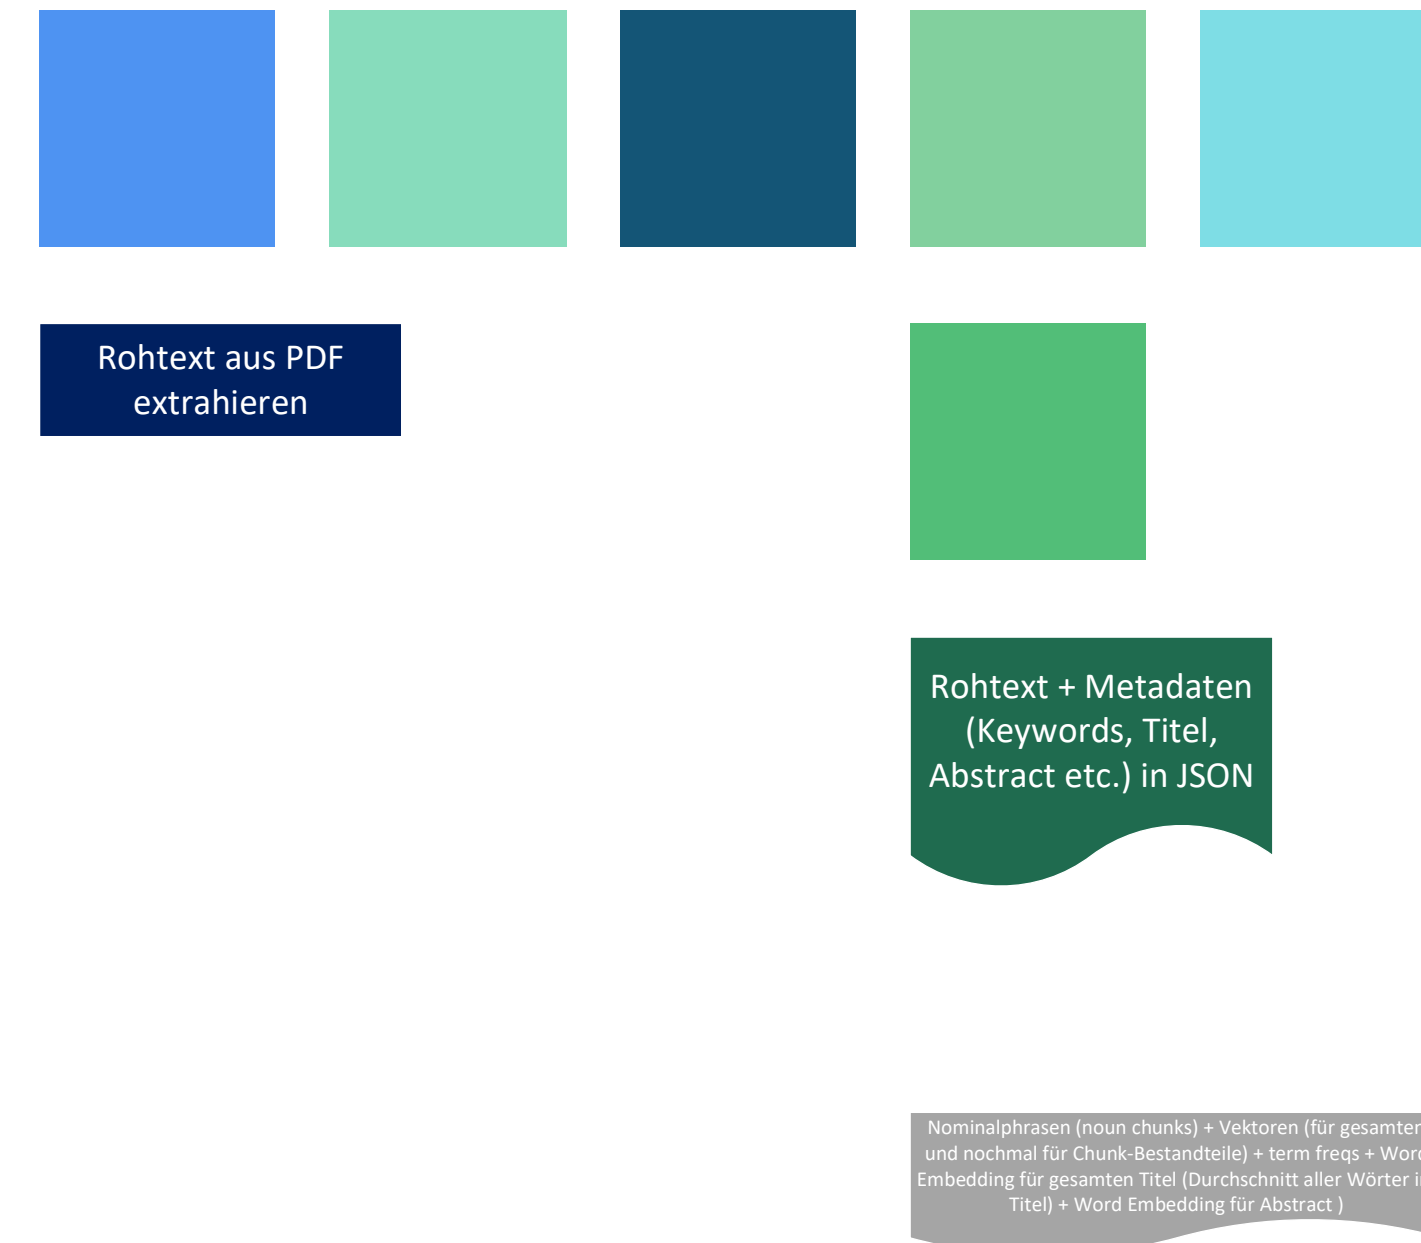 Rohtext aus PDF
extrahieren
Rohtext + Metadaten
(Keywords, Titel,
Abstract etc.) in JSON
Nominalphrasen (noun chunks) + Vektoren (für gesamten
und nochmal für Chunk-Bestandteile) + term freqs +
Embedding für gesamten Titel (Durchschnitt aller Wörter
Titel) + Word Embedding für Abstract )